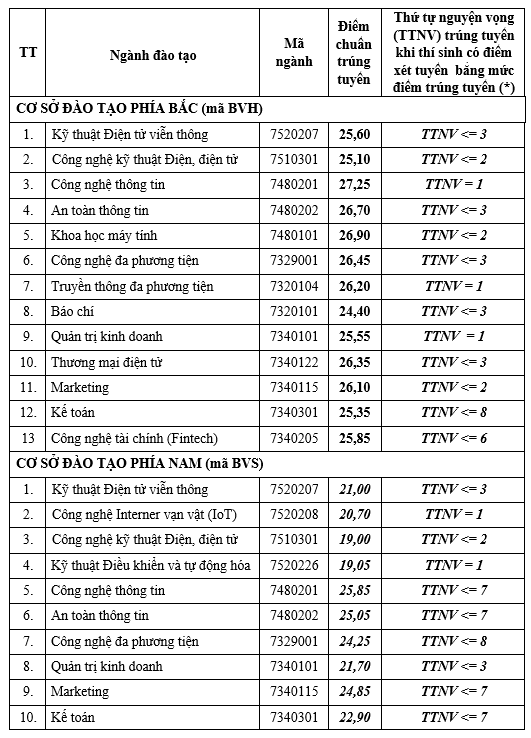 TT Ngành đào tạo Mã ngành Điểm chuẩn trúng tuyển Thứ tự nguyện vọng (TTNV) trúng tuyển khi thí sinh có điểm xét tuyển bằng mức điểm trúng tuyển (*)
CƠ SỞ ĐÀO TẠO PHÍA BẮC (mã BVH)
1. Kỹ thuật Điện tử viễn thông 7520207 25,60 TTNV <= 3
2. Công nghệ kỹ thuật Điện, điện tử 7510301 25,10 TTNV <= 2
3. Công nghệ thông tin 7480201 27,25 TTNV = 1
4. An toàn thông tin 7480202 26,70 TTNV <= 3
5. Khoa học máy tính 7480101 26,90 TTNV <= 2
6. Công nghệ đa phương tiện 7329001 26,45 TTNV <= 3
7. Truyền thông đa phương tiện 7320104 26,20 TTNV = 1
8. Báo chí 7320101 24,40 TTNV <= 3
9. Quản trị kinh doanh 7340101 25,55 TTNV = 1
10. Thương mại điện tử 7340122 26,35 TTNV <= 3
11. Marketing 7340115 26,10 TTNV <= 2
12. Kế toán 7340301 25,35 TTNV <= 8
13 Công nghệ tài chính (Fintech) 7340205 25,85 TTNV <= 6
CƠ SỞ ĐÀO TẠO PHÍA NAM (mã BVS)
1. Kỹ thuật Điện tử viễn thông 7520207 21,00 TTNV <= 3
2. Công nghệ Interner vạn vật (IoT) 7520208 20,70 TTNV = 1
3. Công nghệ kỹ thuật Điện, điện tử 7510301 19,00 TTNV <= 2
4. Kỹ thuật Điều khiển và tự động hóa 7520226 19,05 TTNV = 1
5. Công nghệ thông tin 7480201 25,85 TTNV <= 7
6. An toàn thông tin 7480202 25,05 TTNV <= 7
7. Công nghệ đa phương tiện 7329001 24,25 TTNV <= 8
8. Quản trị kinh doanh 7340101 21,70 TTNV <= 3
9. Marketing 7340115 24,85 TTNV <= 7
10. Kế toán 7340301 22,90 TTNV <= 7